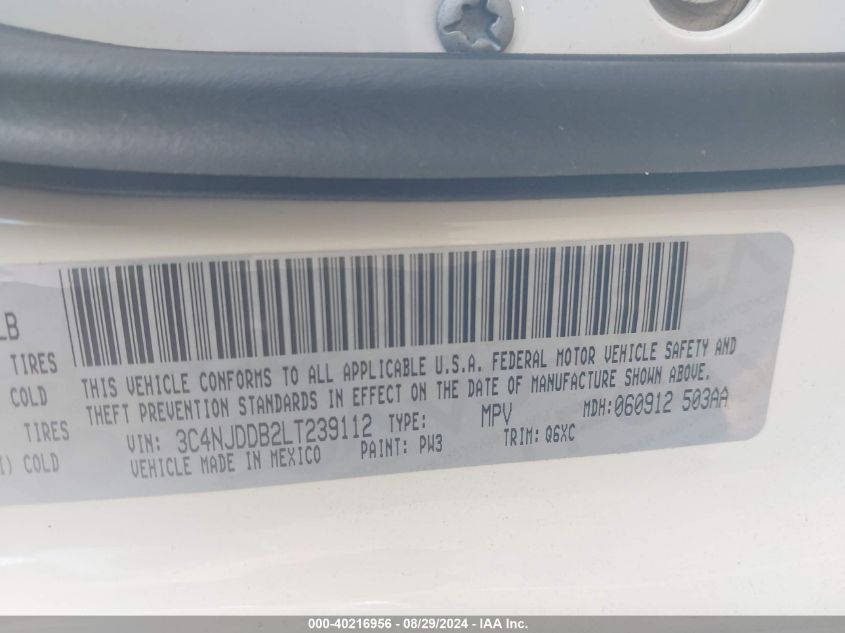 LB
TIRES
COLD
TIRES
COLD
THIS VEHICLE CONFORMS TO ALL APPLICABLE U.S.A. FEDERAL MOTOR VEHICLE SAFETY AND
THEFT PREVENTION STANDARDS IN EFFECT ON THE DATE OF MANUFACTURE SHOWN ABOVE.
VIN: 3C4NJDDB2LT239112 TYPE: MPV MDH:060912 503AA
VEHICLE MADE IN MEXICO PAINT: PW3 TRIM: Q6XC
000-40216956 - 08/29/2024 - IAA Inc.